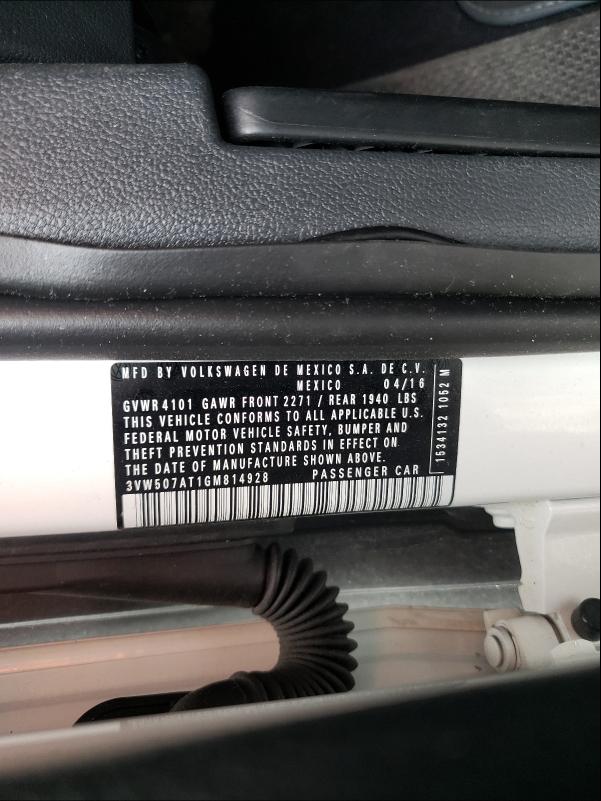 MFD BY VOLKSWAGEN DE MEXICO S.A. DE C.V.
MEXICO 04/16
GVWR 4101 GAWR FRONT 2271 / REAR 1940 LBS
THIS VEHICLE CONFORMS TO ALL APPLICABLE U.S.
FEDERAL MOTOR VEHICLE SAFETY, BUMPER AND
THEFT PREVENTION STANDARDS IN EFFECT ON
THE DATE OF MANUFACTURE SHOWN ABOVE.
3VW507AT1GM814928 PASSENGER CAR
1534132 1052 M